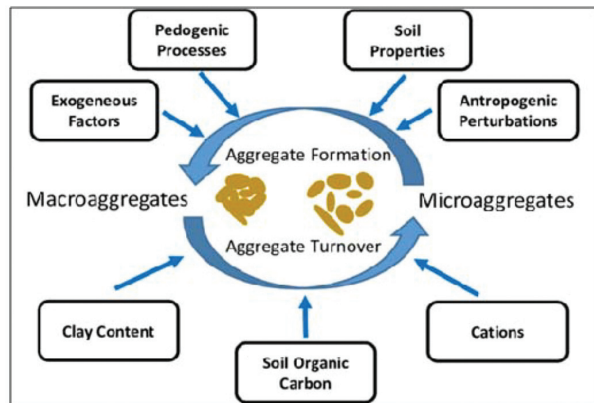 Pedogenic
Processes
Soil
Properties
Exogeneous
Factors
Antropogenic
Perturbations
Aggregate Formation
Macroaggregates
Microaggregates
Aggregate Turnover
Clay Content
Soil Organic
Carbon
Cations